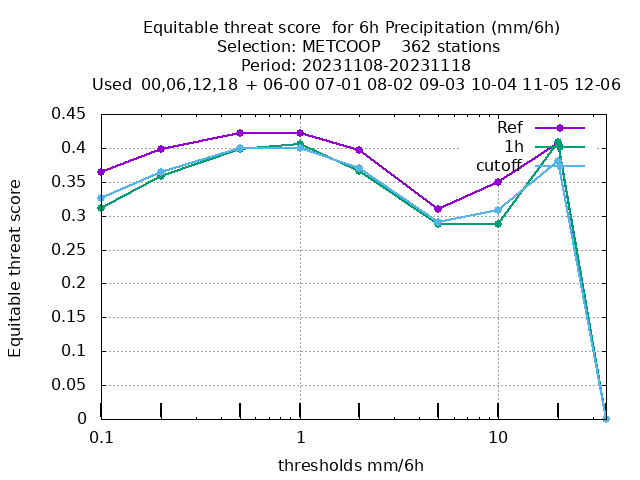 Equitable threat score  for 6h Precipitation (mm/6h)
Selection: METCOOP    362 stations
Period: 20231108-20231118
Used  00,06,12,18  + 06-00 07-01 08-02 09-03 10-04 11-05 12-06
Equitable threat score
0.45
0.4
0.35
0.3
0.25
0.2
0.15
0.1
0.05
0
Ref
1h
cutoff
0.1 1 10
thresholds mm/6h